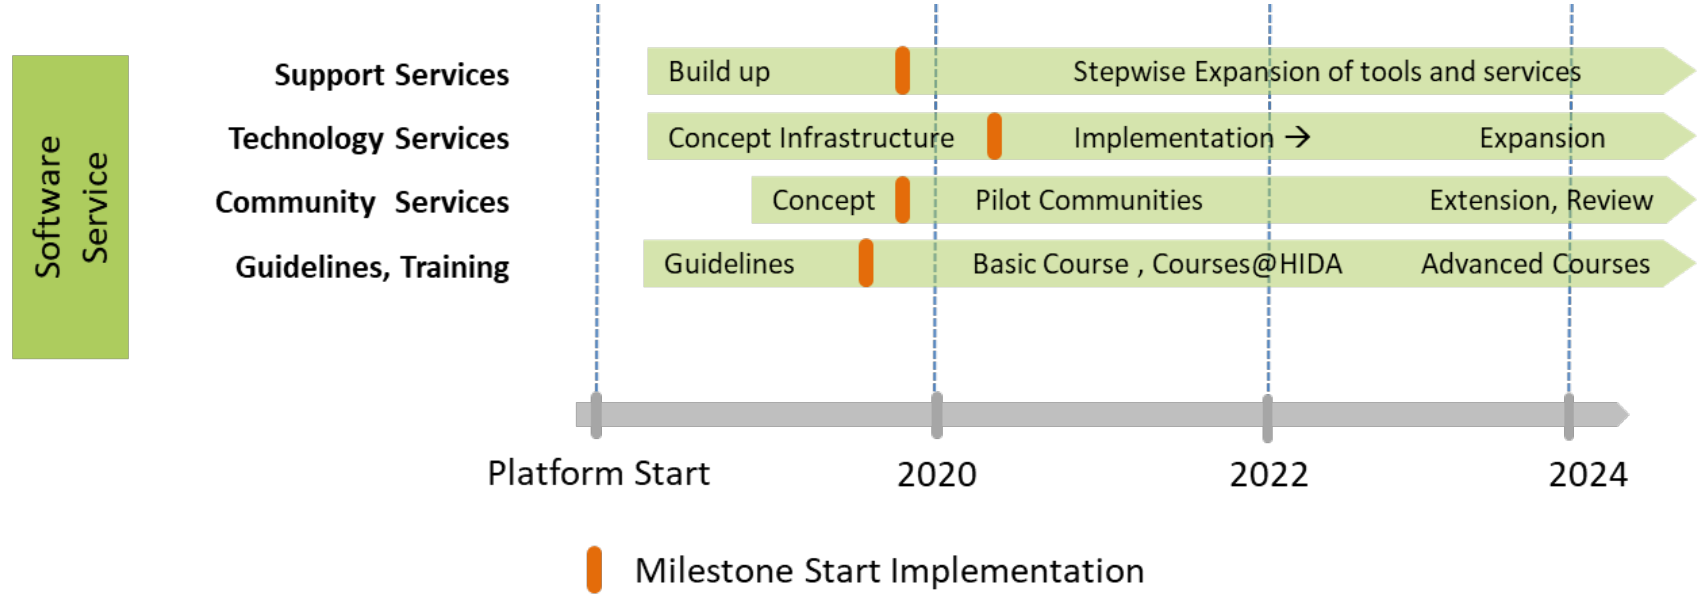 Software
Service
Support Services Build up Stepwise Expansion of tools and services
Technology Services Concept Infrastructure Implementation → Expansion
Community Services Concept Pilot Communities Extension, Review
Guidelines, Training Guidelines Basic Course , Courses@HIDA Advanced Courses
Platform Start 2020 2022 2024
Milestone Start Implementation